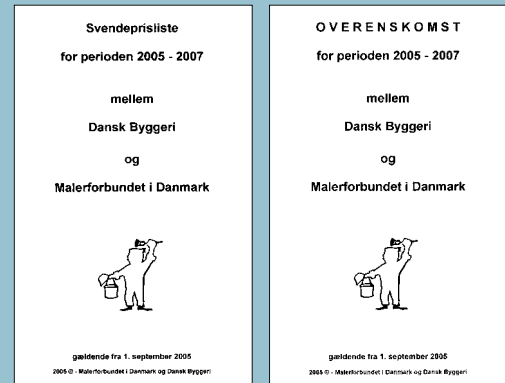 Svendeprisliste
for perioden 2005 - 2007
mellem
Dansk Byggeri
og
Malerforbundet i Danmark
gældende fra 1. september 2005
2005 © - Malerforbundet i Danmark og Dansk Byggeri
OVERENSKOMST
for perioden 2005 - 2007
mellem
Dansk Byggeri
og
Malerforbundet i Danmark
gældende fra 1. september 2005
2005 © - Malerforbundet i Danmark og Dansk Byggeri